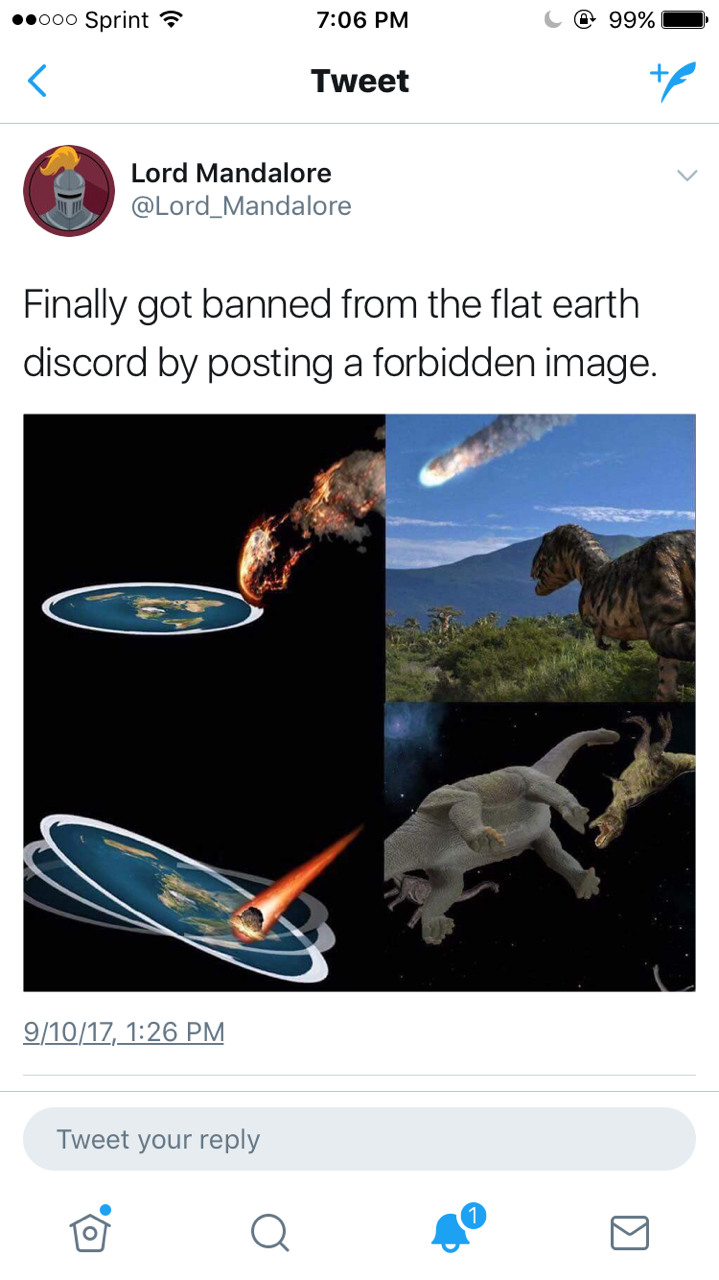 Sprint 7:06 PM 99%
Tweet
Lord Mandalore
@Lord_Mandalore
Finally got banned from the flat earth
discord by posting a forbidden image.
9/10/17, 1:26 PM
Tweet your reply
1